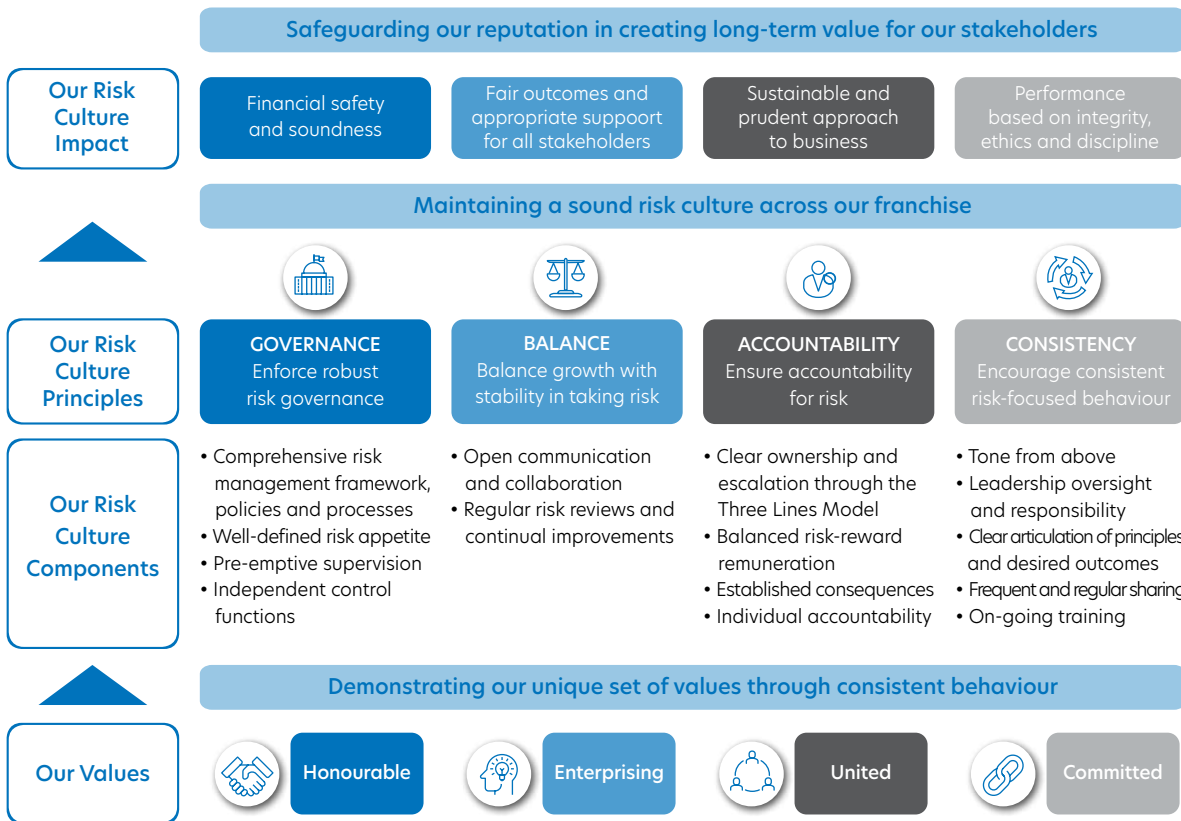 Safeguarding our reputation in creating long-term value for our stakeholders
Our Risk
Culture
Impact
Financial safety
and soundness
Fair outcomes and
appropriate suppoort
for all stakeholders
Sustainable and
prudent approach
to business
Performance
based on integrity,
ethics and discipline
Maintaining a sound risk culture across our franchise
Our Risk
Culture
Principles
GOVERNANCE
Enforce robust
risk governance
BALANCE
Balance growth with
stability in taking risk
ACCOUNTABILITY
Ensure accountability
for risk
CONSISTENCY
Encourage consistent
risk-focused behaviour
Our Risk
Culture
Components
• Comprehensive risk
management framework,
policies and processes
• Well-defined risk appetite
• Pre-emptive supervision
• Independent control
functions
• Open communication
and collaboration
• Regular risk reviews and
continual improvements
• Clear ownership and
escalation through the
Three Lines Model
• Balanced risk-reward
remuneration
• Established consequences
• Individual accountability
• Tone from above
• Leadership oversight
and responsibility
• Clear articulation of principles
and desired outcomes
• Frequent and regular sharing
• On-going training
Demonstrating our unique set of values through consistent behaviour
Our Values
Honourable
Enterprising
United
Committed